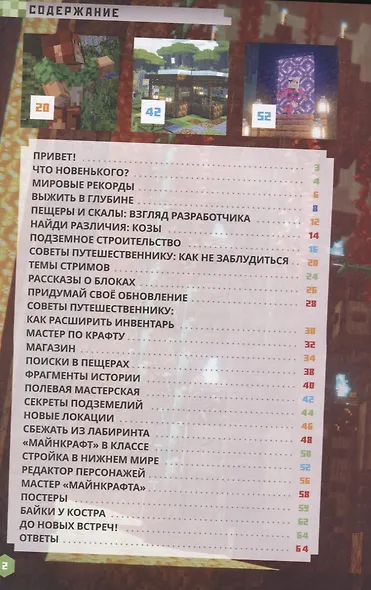 СОДЕРЖАНИЕ
20
42
52
ПРИВЕТ! 3
ЧТО НОВЕНЬКОГО? 4
МИРОВЫЕ РЕКОРДЫ 6
ВЫЖИТЬ В ГЛУБИНЕ 8
ПЕЩЕРЫ И СКАЛЫ: ВЗГЛЯД РАЗРАБОТЧИКА 12
НАЙДИ РАЗЛИЧИЯ: КОЗЫ 14
ПОДЗЕМНОЕ СТРОИТЕЛЬСТВО 16
СОВЕТЫ ПУТЕШЕСТВЕННИКУ: КАК НЕ ЗАБЛУДИТЬСЯ 20
ТЕМЫ СТРИМОВ 24
РАССКАЗЫ О БЛОКАХ 26
ПРИДУМАЙ СВОЁ ОБНОВЛЕНИЕ 28
СОВЕТЫ ПУТЕШЕСТВЕННИКУ:
КАК РАСШИРИТЬ ИНВЕНТАРЬ 30
МАСТЕР ПО КРАФТУ 32
МАГАЗИН 34
ПОИСКИ В ПЕЩЕРАХ 38
ФРАГМЕНТЫ ИСТОРИИ 40
ПОЛЕВАЯ МАСТЕРСКАЯ 42
СЕКРЕТЫ ПОДЗЕМЕЛИЙ 44
НОВЫЕ ЛОКАЦИИ 46
СБЕЖАТЬ ИЗ ЛАБИРИНТА 48
«МАЙНКРАФТ» В КЛАССЕ 50
СТРОЙКА В НИЖНЕМ МИРЕ 52
РЕДАКТОР ПЕРСОНАЖЕЙ 56
МАСТЕР «МАЙНКРАФТА» 58
ПОСТЕРЫ 59
БАЙКИ У КОСТРА 62
ДО НОВЫХ ВСТРЕЧ! 64
ОТВЕТЫ 64
2